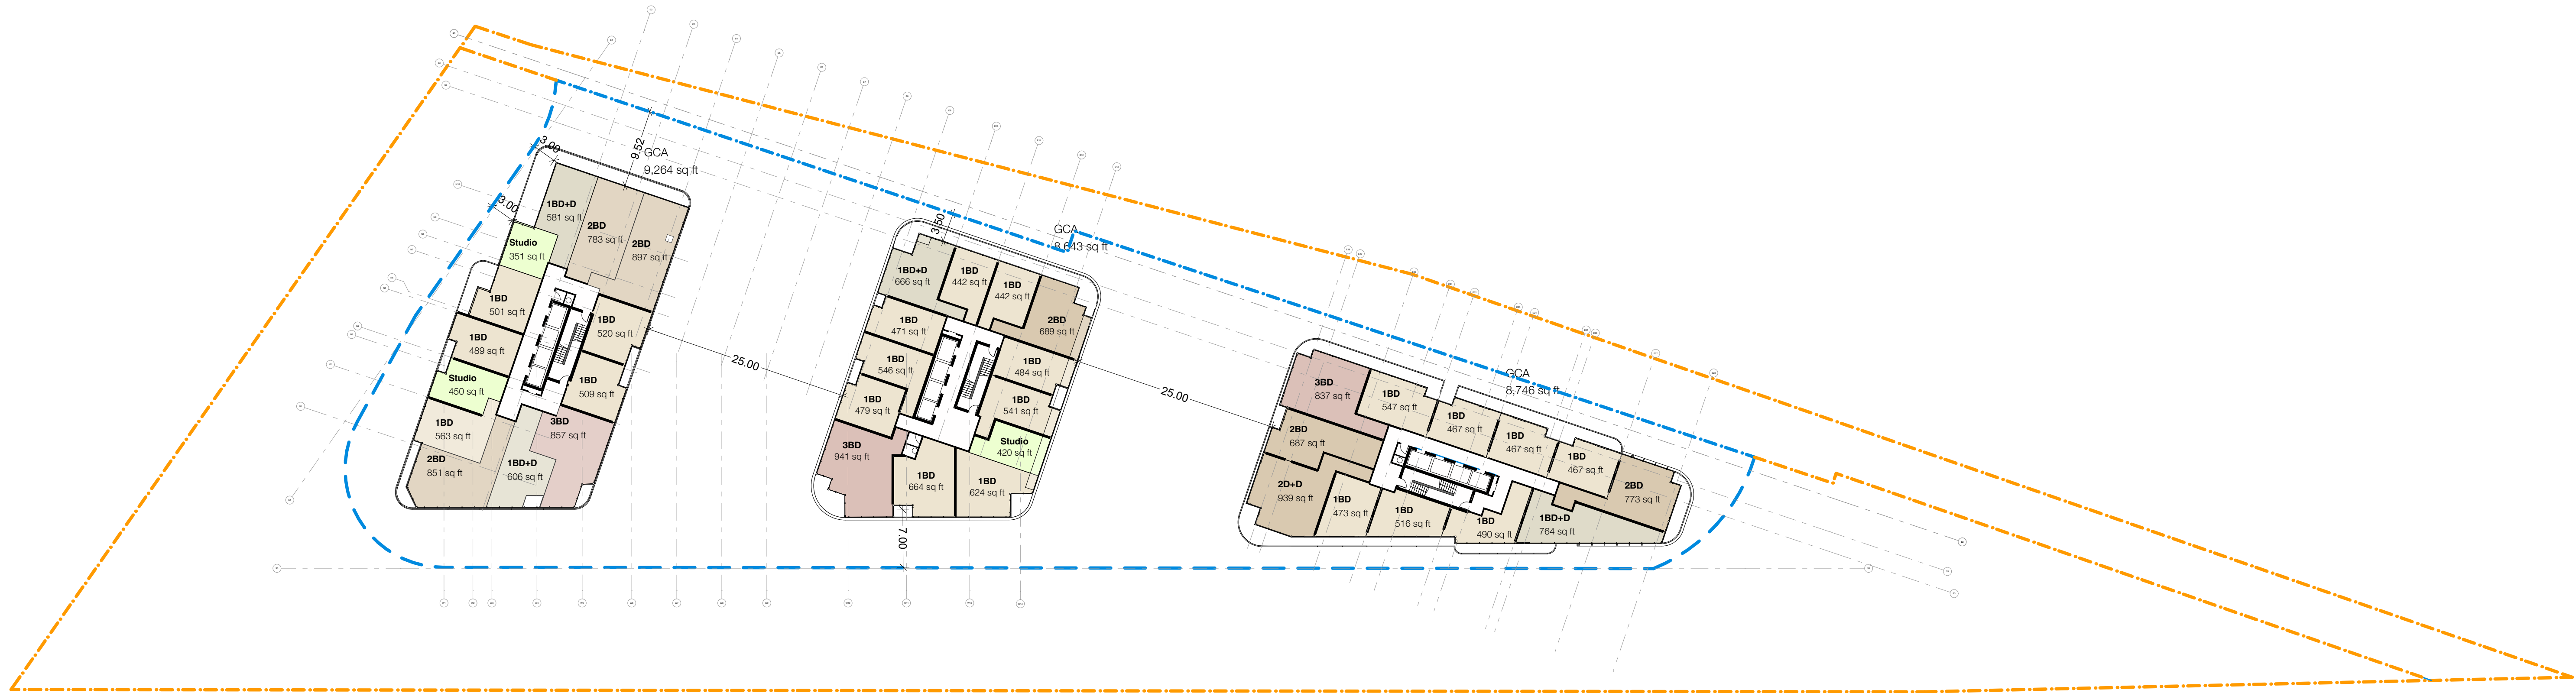 3.00
9.52
GCA
9,264 sq ft
3.00
1BD+D
581 sq ft
2BD
783 sq ft
2BD
897 sq ft
Studio
351 sq ft
1BD
501 sq ft
1BD
520 sq ft
1BD
489 sq ft
Studio
450 sq ft
1BD
509 sq ft
1BD
563 sq ft
3BD
857 sq ft
2BD
851 sq ft
1BD+D
606 sq ft
25.00
3.50
GCA
8,643 sq ft
1BD+D
666 sq ft
1BD
442 sq ft
1BD
442 sq ft
2BD
689 sq ft
1BD
471 sq ft
1BD
546 sq ft
1BD
484 sq ft
1BD
479 sq ft
1BD
541 sq ft
Studio
420 sq ft
3BD
941 sq ft
1BD
664 sq ft
1BD
624 sq ft
7.00
25.00
GCA
8,746 sq ft
3BD
837 sq ft
1BD
547 sq ft
1BD
467 sq ft
1BD
467 sq ft
1BD
467 sq ft
2BD
773 sq ft
2BD
687 sq ft
2D+D
939 sq ft
1BD
473 sq ft
1BD
516 sq ft
1BD
490 sq ft
1BD+D
764 sq ft